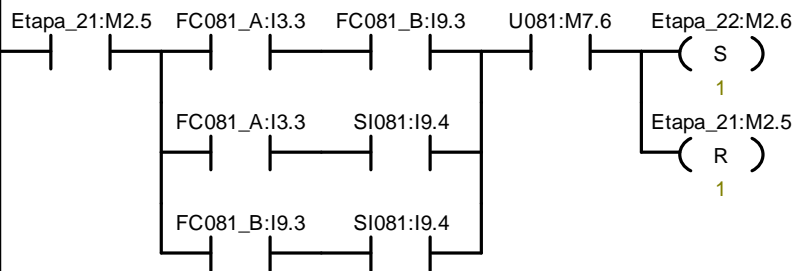 Etapa_21:M2.5 FC081_A:I3.3 FC081_B:I9.3 U081:M7.6 Etapa_22:M2.6
S
1
FC081_A:I3.3 SI081:I9.4 Etapa_21:M2.5
R
1
FC081_B:I9.3 SI081:I9.4